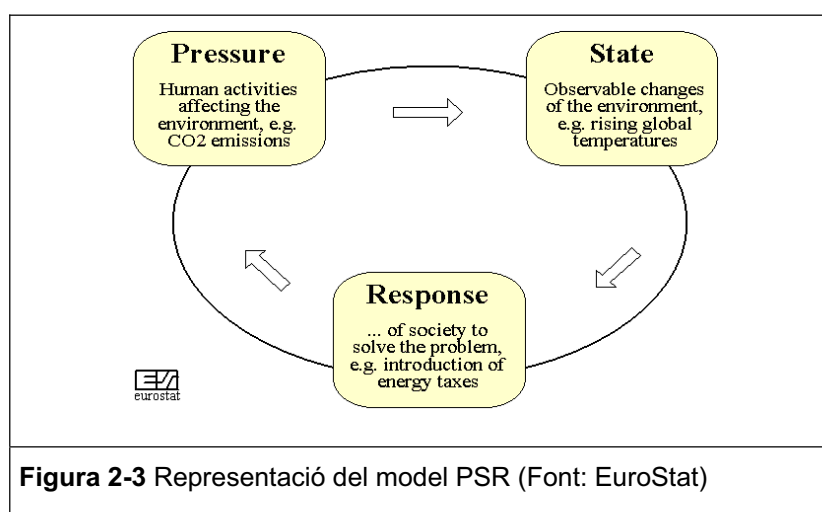 Pressure
Human activities
affecting the
environment, e.g.
CO2 emissions
State
Observable changes
of the environment,
e.g. rising global
temperatures
Response
... of society to
solve the problem,
e.g. introduction of
energy taxes
eurostat
Figura 2-3 Representació del model PSR (Font: EuroStat)